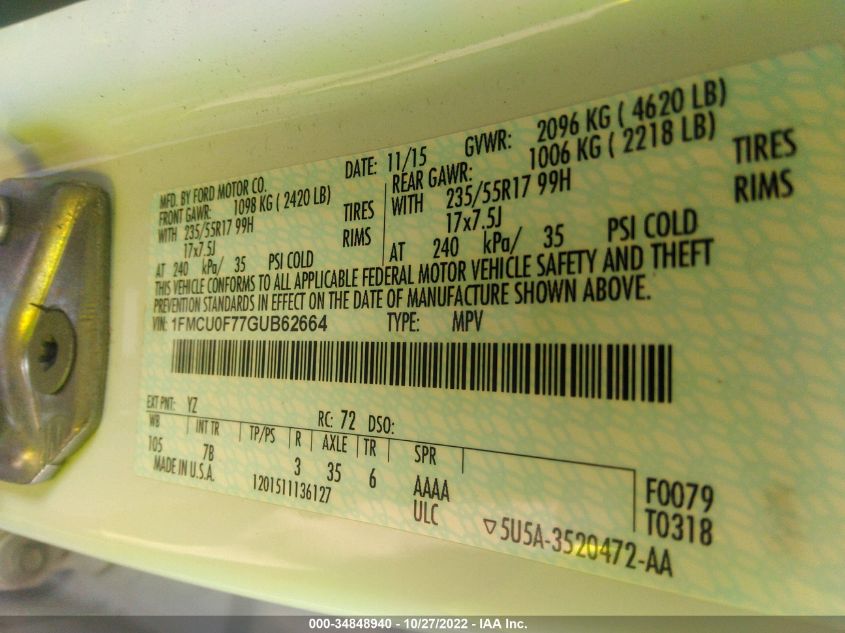 MFD. BY FORD MOTOR CO. DATE: 11/15 GVWR: 2096 KG ( 4620 LB)
FRONT GAWR: 1098 KG ( 2420 LB) REAR GAWR: 1006 KG ( 2218 LB)
WITH 235/55R17 99H TIRES WITH 235/55R17 99H TIRES
17x7.5J RIMS 17x7.5J RIMS
AT 240 kPa/ 35 PSI COLD AT 240 kPa/ 35 PSI COLD
THIS VEHICLE CONFORMS TO ALL APPLICABLE FEDERAL MOTOR VEHICLE SAFETY AND THEFT
PREVENTION STANDARDS IN EFFECT ON THE DATE OF MANUFACTURE SHOWN ABOVE.
VIN: 1FMCU0F77GUB62664 TYPE: MPV
EXT PNT: YZ RC: 72 DSO:
WB INT TR TP/PS R AXLE TR SPR
105 7B 3 35 6 AAAA F0079
MADE IN U.S.A. 1201511136127 ULC T0318
5U5A-3520472-AA
000-34848940 - 10/27/2022 - IAA Inc.